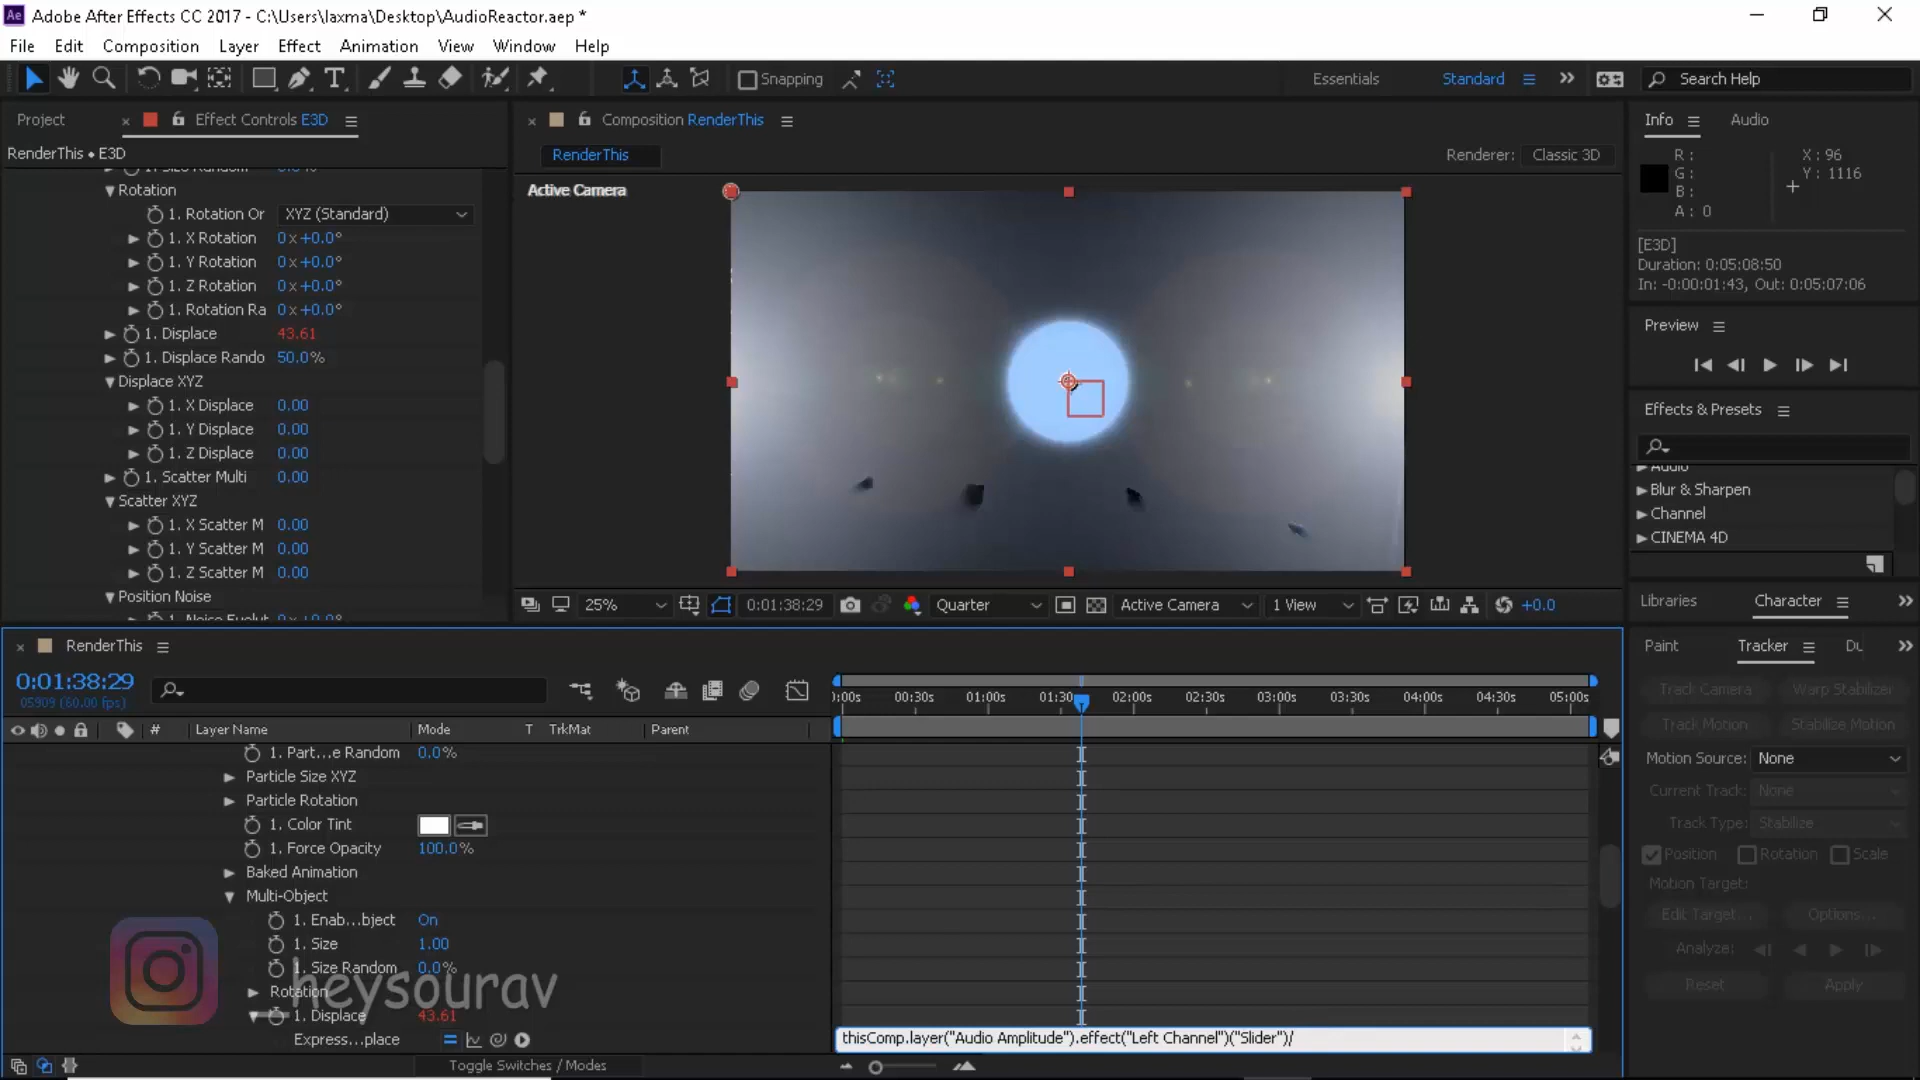 Ae Adobe After Effects CC 2017 - C:\Users\laxma\Desktop\AudioReactor.aep *
File Edit Composition Layer Effect Animation View Window Help
Snapping Essentials Standard Search Help
Project Effect Controls E3D
RenderThis • E3D
Rotation
1. Rotation Or XYZ (Standard)
1. X Rotation 0x+0.0°
1. Y Rotation 0x+0.0°
1. Z Rotation 0x+0.0°
1. Rotation Ra 0x+0.0°
1. Displace 43.61
1. Displace Rando 50.0%
Displace XYZ
1. X Displace 0.00
1. Y Displace 0.00
1. Z Displace 0.00
1. Scatter Multi 0.00
Scatter XYZ
1. X Scatter M 0.00
1. Y Scatter M 0.00
1. Z Scatter M 0.00
Position Noise
Composition RenderThis
RenderThis
Renderer: Classic 3D
Active Camera
25% 0:01:38:29 Quarter Active Camera 1 View +0.0
Info Audio
R: X: 96
G: Y: 1116
B:
A: 0
[E3D]
Duration: 0:05:08:50
In: -0:00:01:43, Out: 0:05:07:06
Preview
Effects & Presets
Audio
Blur & Sharpen
Channel
CINEMA 4D
Libraries Character
Paint Tracker Du
Track Camera Warp Stabilizer
Track Motion Stabilize Motion
Motion Source: None
Current Track: None
Track Type: Stabilize
Position Rotation Scale
Motion Target:
Edit Target... Options...
Analyze:
Reset Apply
RenderThis
0:01:38:29
05909 (60.00 fps)
# Layer Name Mode T TrkMat Parent
):00s 00:30s 01:00s 01:30 02:00s 02:30s 03:00s 03:30s 04:00s 04:30s 05:00s
1. Part...e Random 0.0%
Particle Size XYZ
Particle Rotation
1. Color Tint
1. Force Opacity 100.0%
Baked Animation
Multi-Object
1. Enab...bject On
1. Size 1.00
1. Size Random 0.0%
Rotation
1. Displace 43.61
Express...place
heysourav
thisComp.layer("Audio Amplitude").effect("Left Channel")("Slider")/
Toggle Switches / Modes